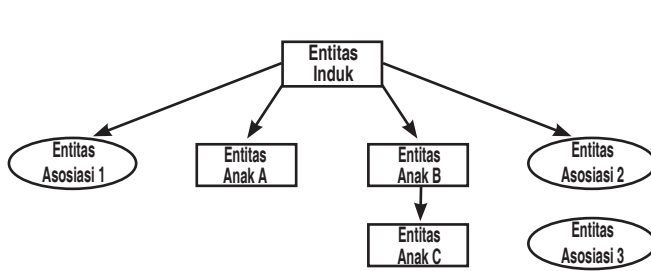 Entitas
Induk
Entitas
Asosiasi 1
Entitas
Anak A
Entitas
Anak B
Entitas
Asosiasi 2
Entitas
Anak C
Entitas
Asosiasi 3